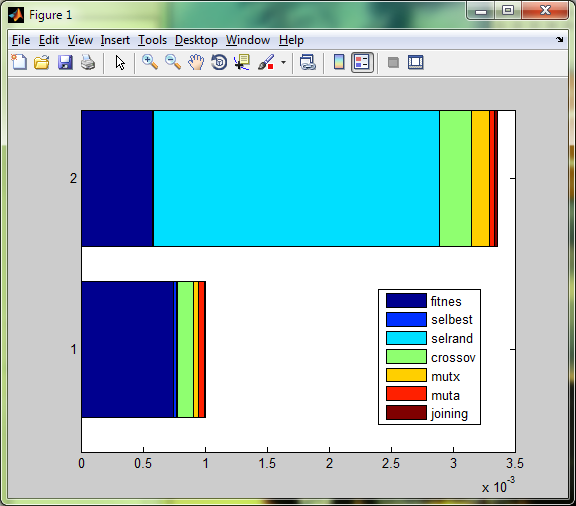 Figure 1
File Edit View Insert Tools Desktop Window Help
2
1
fitnes
selbest
selrand
crossov
mutx
muta
joining
0 0.5 1 1.5 2 2.5 3 3.5
x 10-3